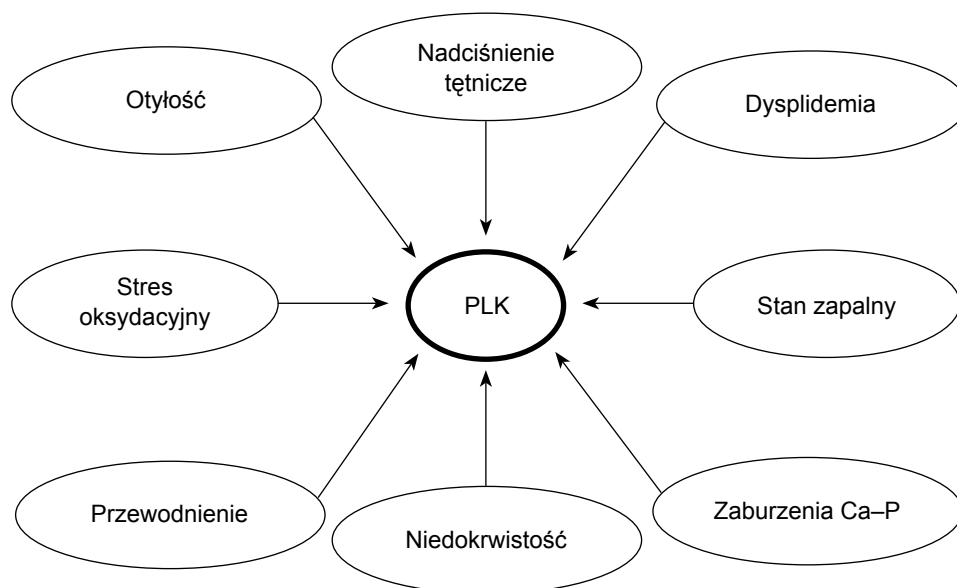 Nadciśnienie
tętnicze
Otyłość
Dysplidemia
Stres
oksydacyjny
PLK
Stan zapalny
Przewodnienie
Niedokrwistość
Zaburzenia Ca–P